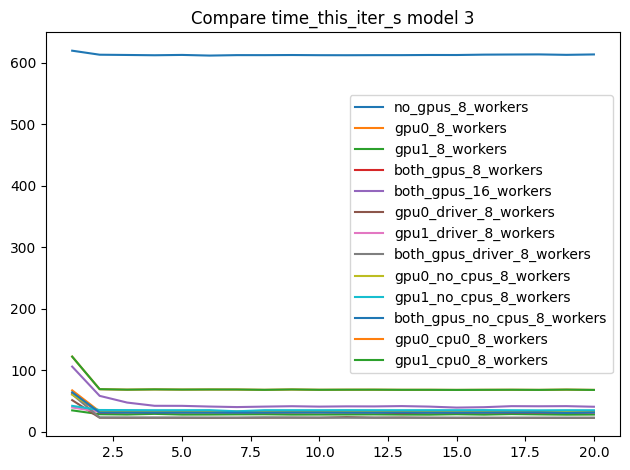 Compare time_this_iter_s model 3
600
500
400
300
200
100
0
no_gpus_8_workers
gpu0_8_workers
gpu1_8_workers
both_gpus_8_workers
both_gpus_16_workers
gpu0_driver_8_workers
gpu1_driver_8_workers
both_gpus_driver_8_workers
gpu0_no_cpus_8_workers
gpu1_no_cpus_8_workers
both_gpus_no_cpus_8_workers
gpu0_cpu0_8_workers
gpu1_cpu0_8_workers
2.5 5.0 7.5 10.0 12.5 15.0 17.5 20.0